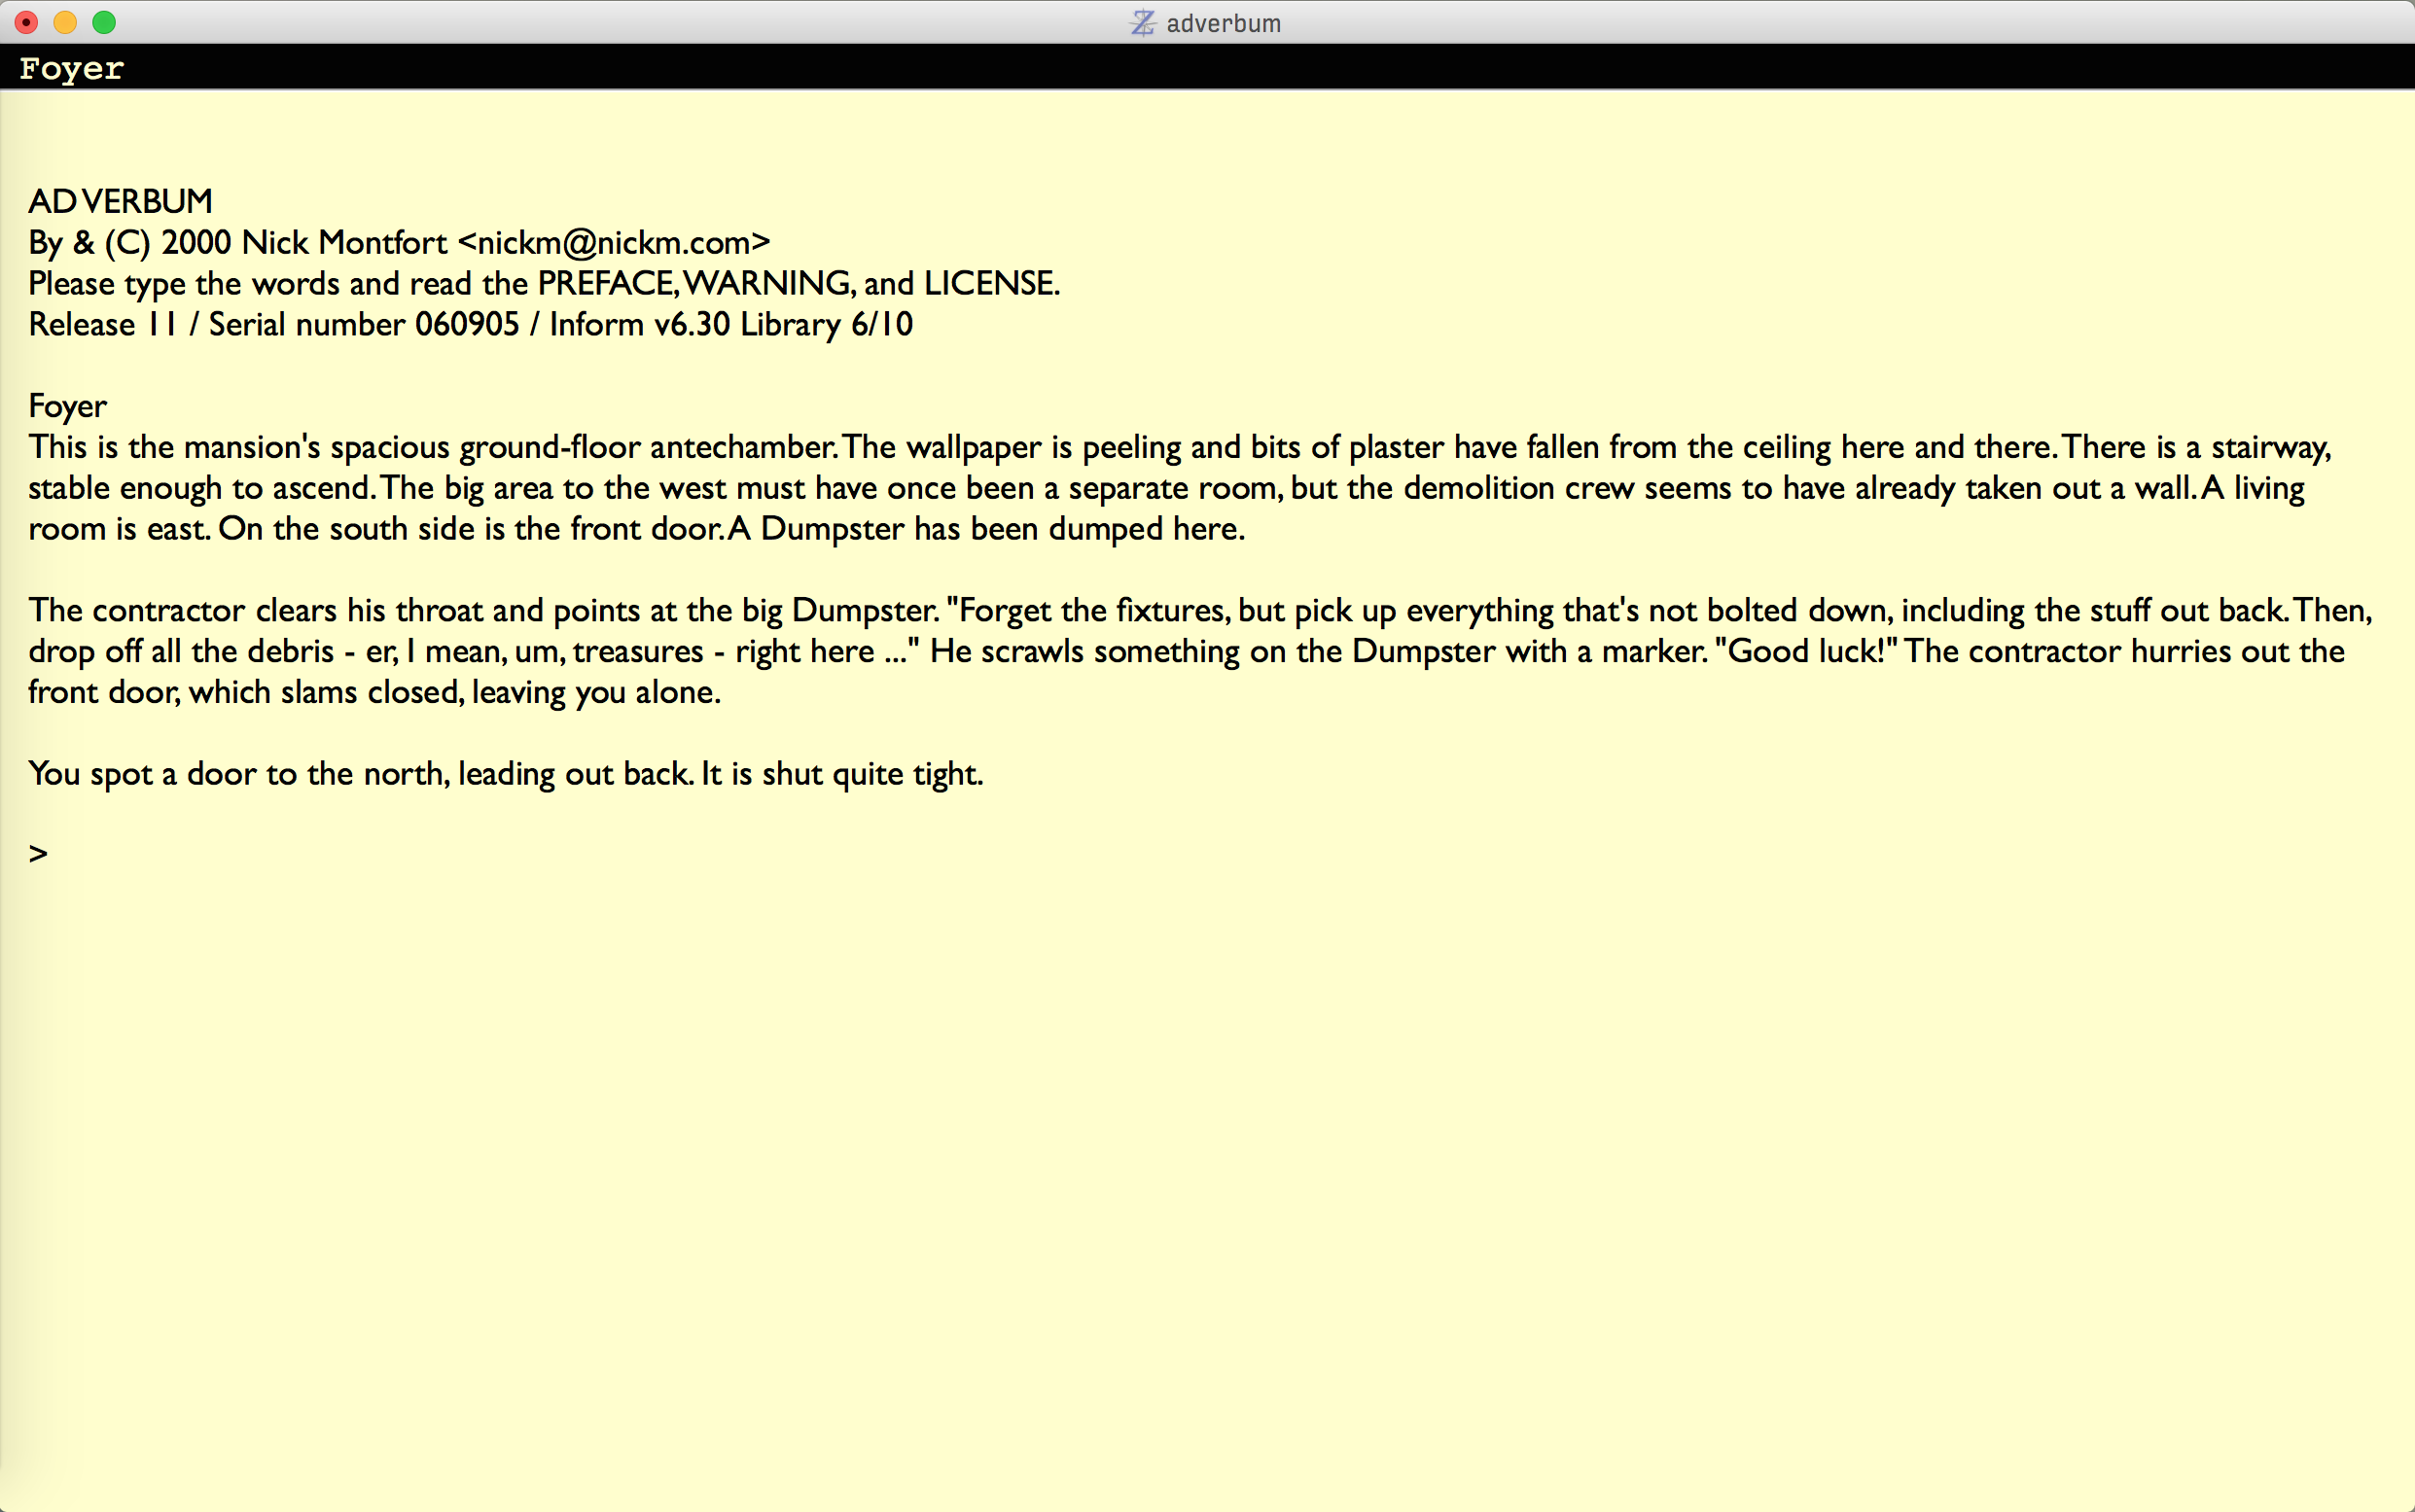 adverbum
Foyer
AD VERBUM
By & (C) 2000 Nick Montfort <nickm@nickm.com>
Please type the words and read the PREFACE, WARNING, and LICENSE.
Release 11 / Serial number 060905 / Inform v6.30 Library 6/10
Foyer
This is the mansion's spacious ground-floor antechamber. The wallpaper is peeling and bits of plaster have fallen from the ceiling here and there. There is a stairway,
stable enough to ascend. The big area to the west must have once been a separate room, but the demolition crew seems to have already taken out a wall. A living
room is east. On the south side is the front door. A Dumpster has been dumped here.
The contractor clears his throat and points at the big Dumpster. "Forget the fixtures, but pick up everything that's not bolted down, including the stuff out back. Then,
drop off all the debris - er, I mean, um, treasures - right here ..." He scrawls something on the Dumpster with a marker. "Good luck!" The contractor hurries out the
front door, which slams closed, leaving you alone.
You spot a door to the north, leading out back. It is shut quite tight.
>